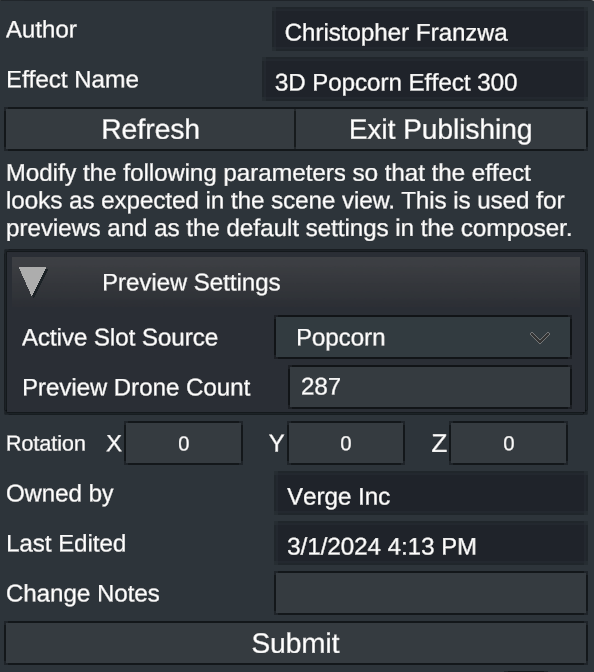 Author Christopher Franzwa
Effect Name 3D Popcorn Effect 300
Refresh Exit Publishing
Modify the following parameters so that the effect
looks as expected in the scene view. This is used for
previews and as the default settings in the composer.
Preview Settings
Active Slot Source Popcorn
Preview Drone Count 287
Rotation X 0 Y 0 Z 0
Owned by Verge Inc
Last Edited 3/1/2024 4:13 PM
Change Notes
Submit